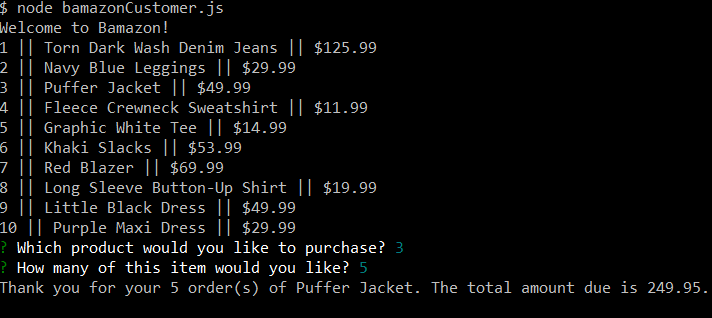 $ node bamazonCustomer.js
Welcome to Bamazon!
1 || Torn Dark Wash Denim Jeans || $125.99
2 || Navy Blue Leggings || $29.99
3 || Puffer Jacket || $49.99
4 || Fleece Crewneck Sweatshirt || $11.99
5 || Graphic White Tee || $14.99
6 || Khaki Slacks || $53.99
7 || Red Blazer || $69.99
8 || Long Sleeve Button-Up Shirt || $19.99
9 || Little Black Dress || $49.99
10 || Purple Maxi Dress || $29.99
? Which product would you like to purchase? 3
? How many of this item would you like? 5
Thank you for your 5 order(s) of Puffer Jacket. The total amount due is 249.95.